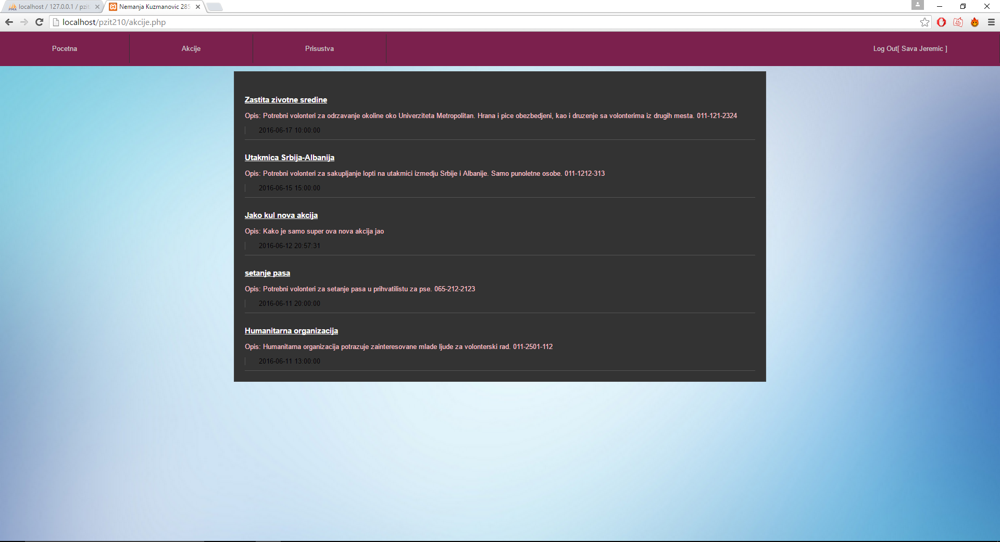 localhost / 127.0.0.1 / pzit
Nemanja Kuzmanovic 285
localhost/pzit210/akcije.php
Pocetna
Akcije
Prisustva
Log Out[ Sava Jeremic ]
Zastita zivotne sredine
Opis: Potrebni volonteri za odrzavanje okoline oko Univerziteta Metropolitan. Hrana i pice obezbedjeni, kao i druzenje sa volonterima iz drugih mesta. 011-121-2324
2016-06-17 10:00:00
Utakmica Srbija-Albanija
Opis: Potrebni volonteri za sakupljanje lopti na utakmici izmedju Srbije i Albanije. Samo punoletne osobe. 011-1212-313
2016-06-15 15:00:00
Jako kul nova akcija
Opis: Kako je samo super ova nova akcija jao
2016-06-12 20:57:31
setanje pasa
Opis: Potrebni volonteri za setanje pasa u prihvatilistu za pse. 065-212-2123
2016-06-11 20:00:00
Humanitarna organizacija
Opis: Humanitarna organizacija potrazuje zainteresovane mlade ljude za volonterski rad. 011-2501-112
2016-06-11 13:00:00